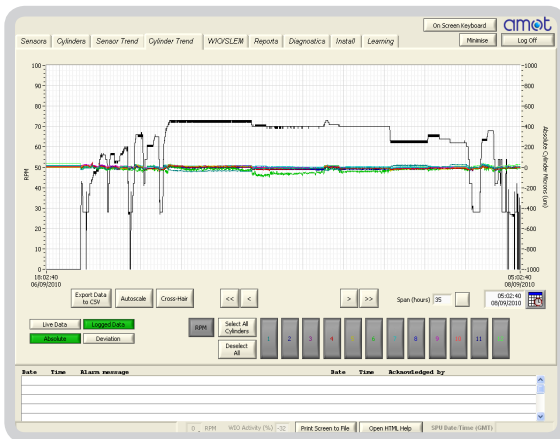 On Screen Keyboard
amot
Sensors Cylinders Sensor Trend Cylinder Trend WIO/SLEM Reports Diagnostics Install Learning
Minimise Log Off
100 1000
90 800
80 600
70 400
60 200
50 0
40 -200
30 -400
20 -600
10 -800
0 -1000
RPM
Absolute Cylinder Microns (um)
18:02:40 05:02:40
06/09/2010 08/09/2010
Export Data to CSV Autoscale Cross-Hair << < > >> Span (hours) 35 05:02:40 08/09/2010
Live Data Logged Data
Absolute Deviation
RPM
Select All Cylinders
Deselect All
1 2 3 4 5 6 7 8 9 10 11 12
Date Time Alarm message Date Time Acknowledged by
0 RPM WIO Activity (%) -32 Print Screen to File Open HTML Help SPU Date/Time (GMT)